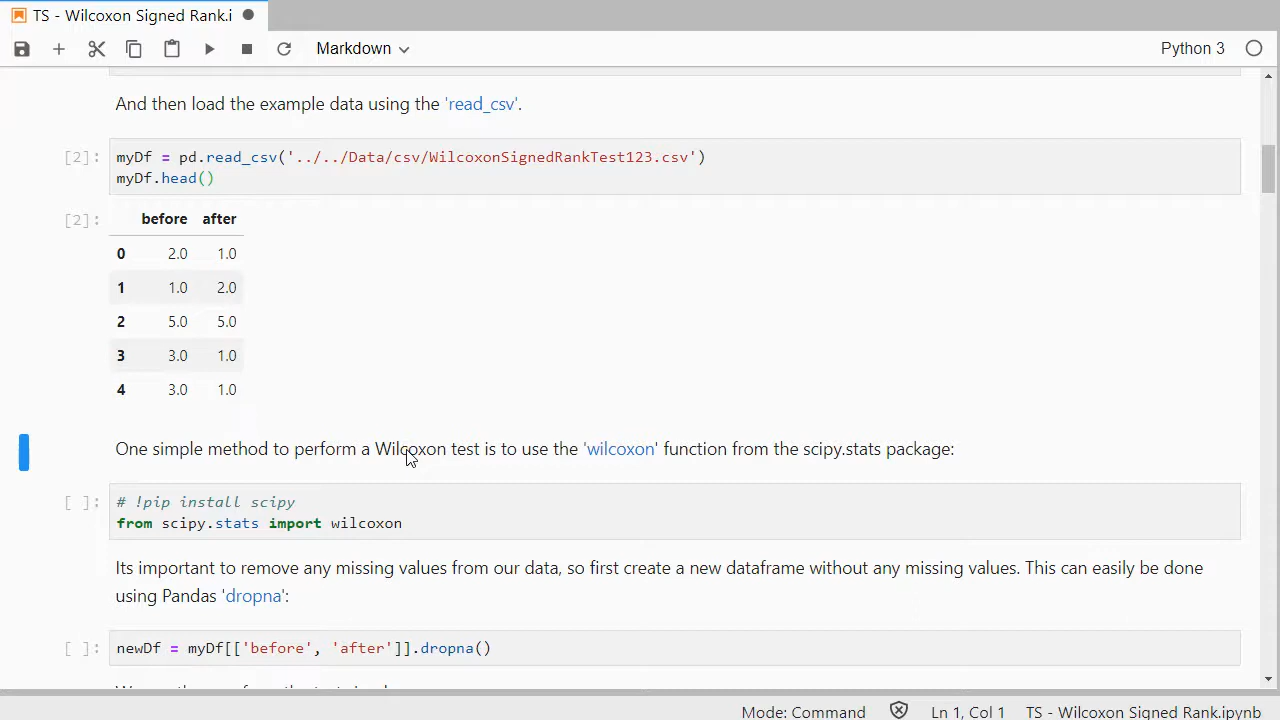 TS - Wilcoxon Signed Rank.i
Markdown
Python 3
And then load the example data using the 'read_csv'.
[2]: myDf = pd.read_csv('../../Data/csv/WilcoxonSignedRankTest123.csv')
myDf.head()
[2]: before after
0 2.0 1.0
1 1.0 2.0
2 5.0 5.0
3 3.0 1.0
4 3.0 1.0
One simple method to perform a Wilcoxon test is to use the 'wilcoxon' function from the scipy.stats package:
[ ]: # !pip install scipy
from scipy.stats import wilcoxon
Its important to remove any missing values from our data, so first create a new dataframe without any missing values. This can easily be done
using Pandas 'dropna':
[ ]: newDf = myDf[['before', 'after']].dropna()
Mode: Command Ln 1, Col 1 TS - Wilcoxon Signed Rank.ipynb